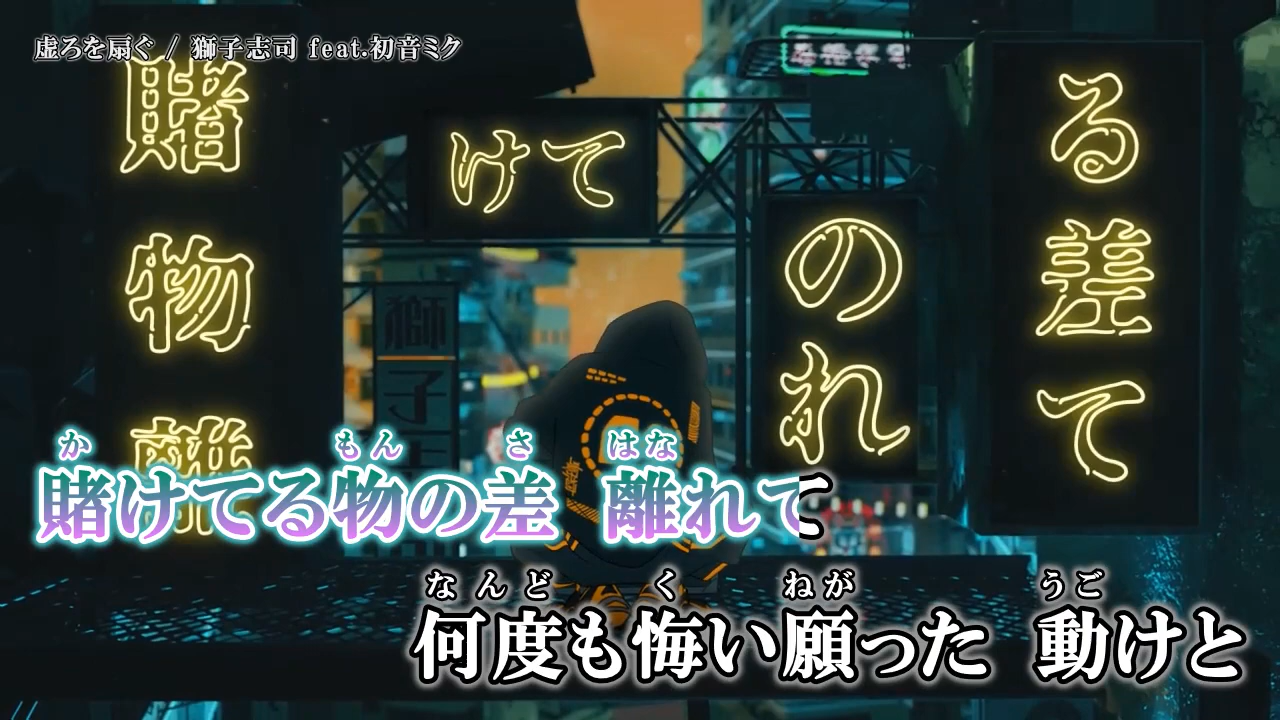 虚ろを扇ぐ / 獅子志司 feat.初音ミク
賭
物
離
けて
のれ
る差て
獅子
か もん さ はな
賭けてる物の差 離れて
なんど く ねが うご
何度も悔い願った 動けと